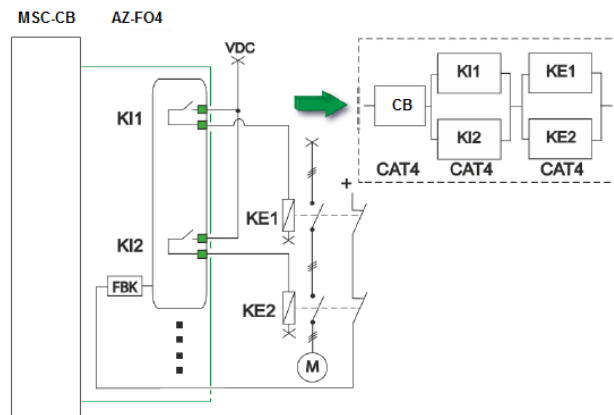 MSC-CB AZ-FO4
VDC
KI1
KI2
FBK
KE1
KE2
+
M
CB
KI1
KI2
KE1
KE2
CAT4 CAT4 CAT4